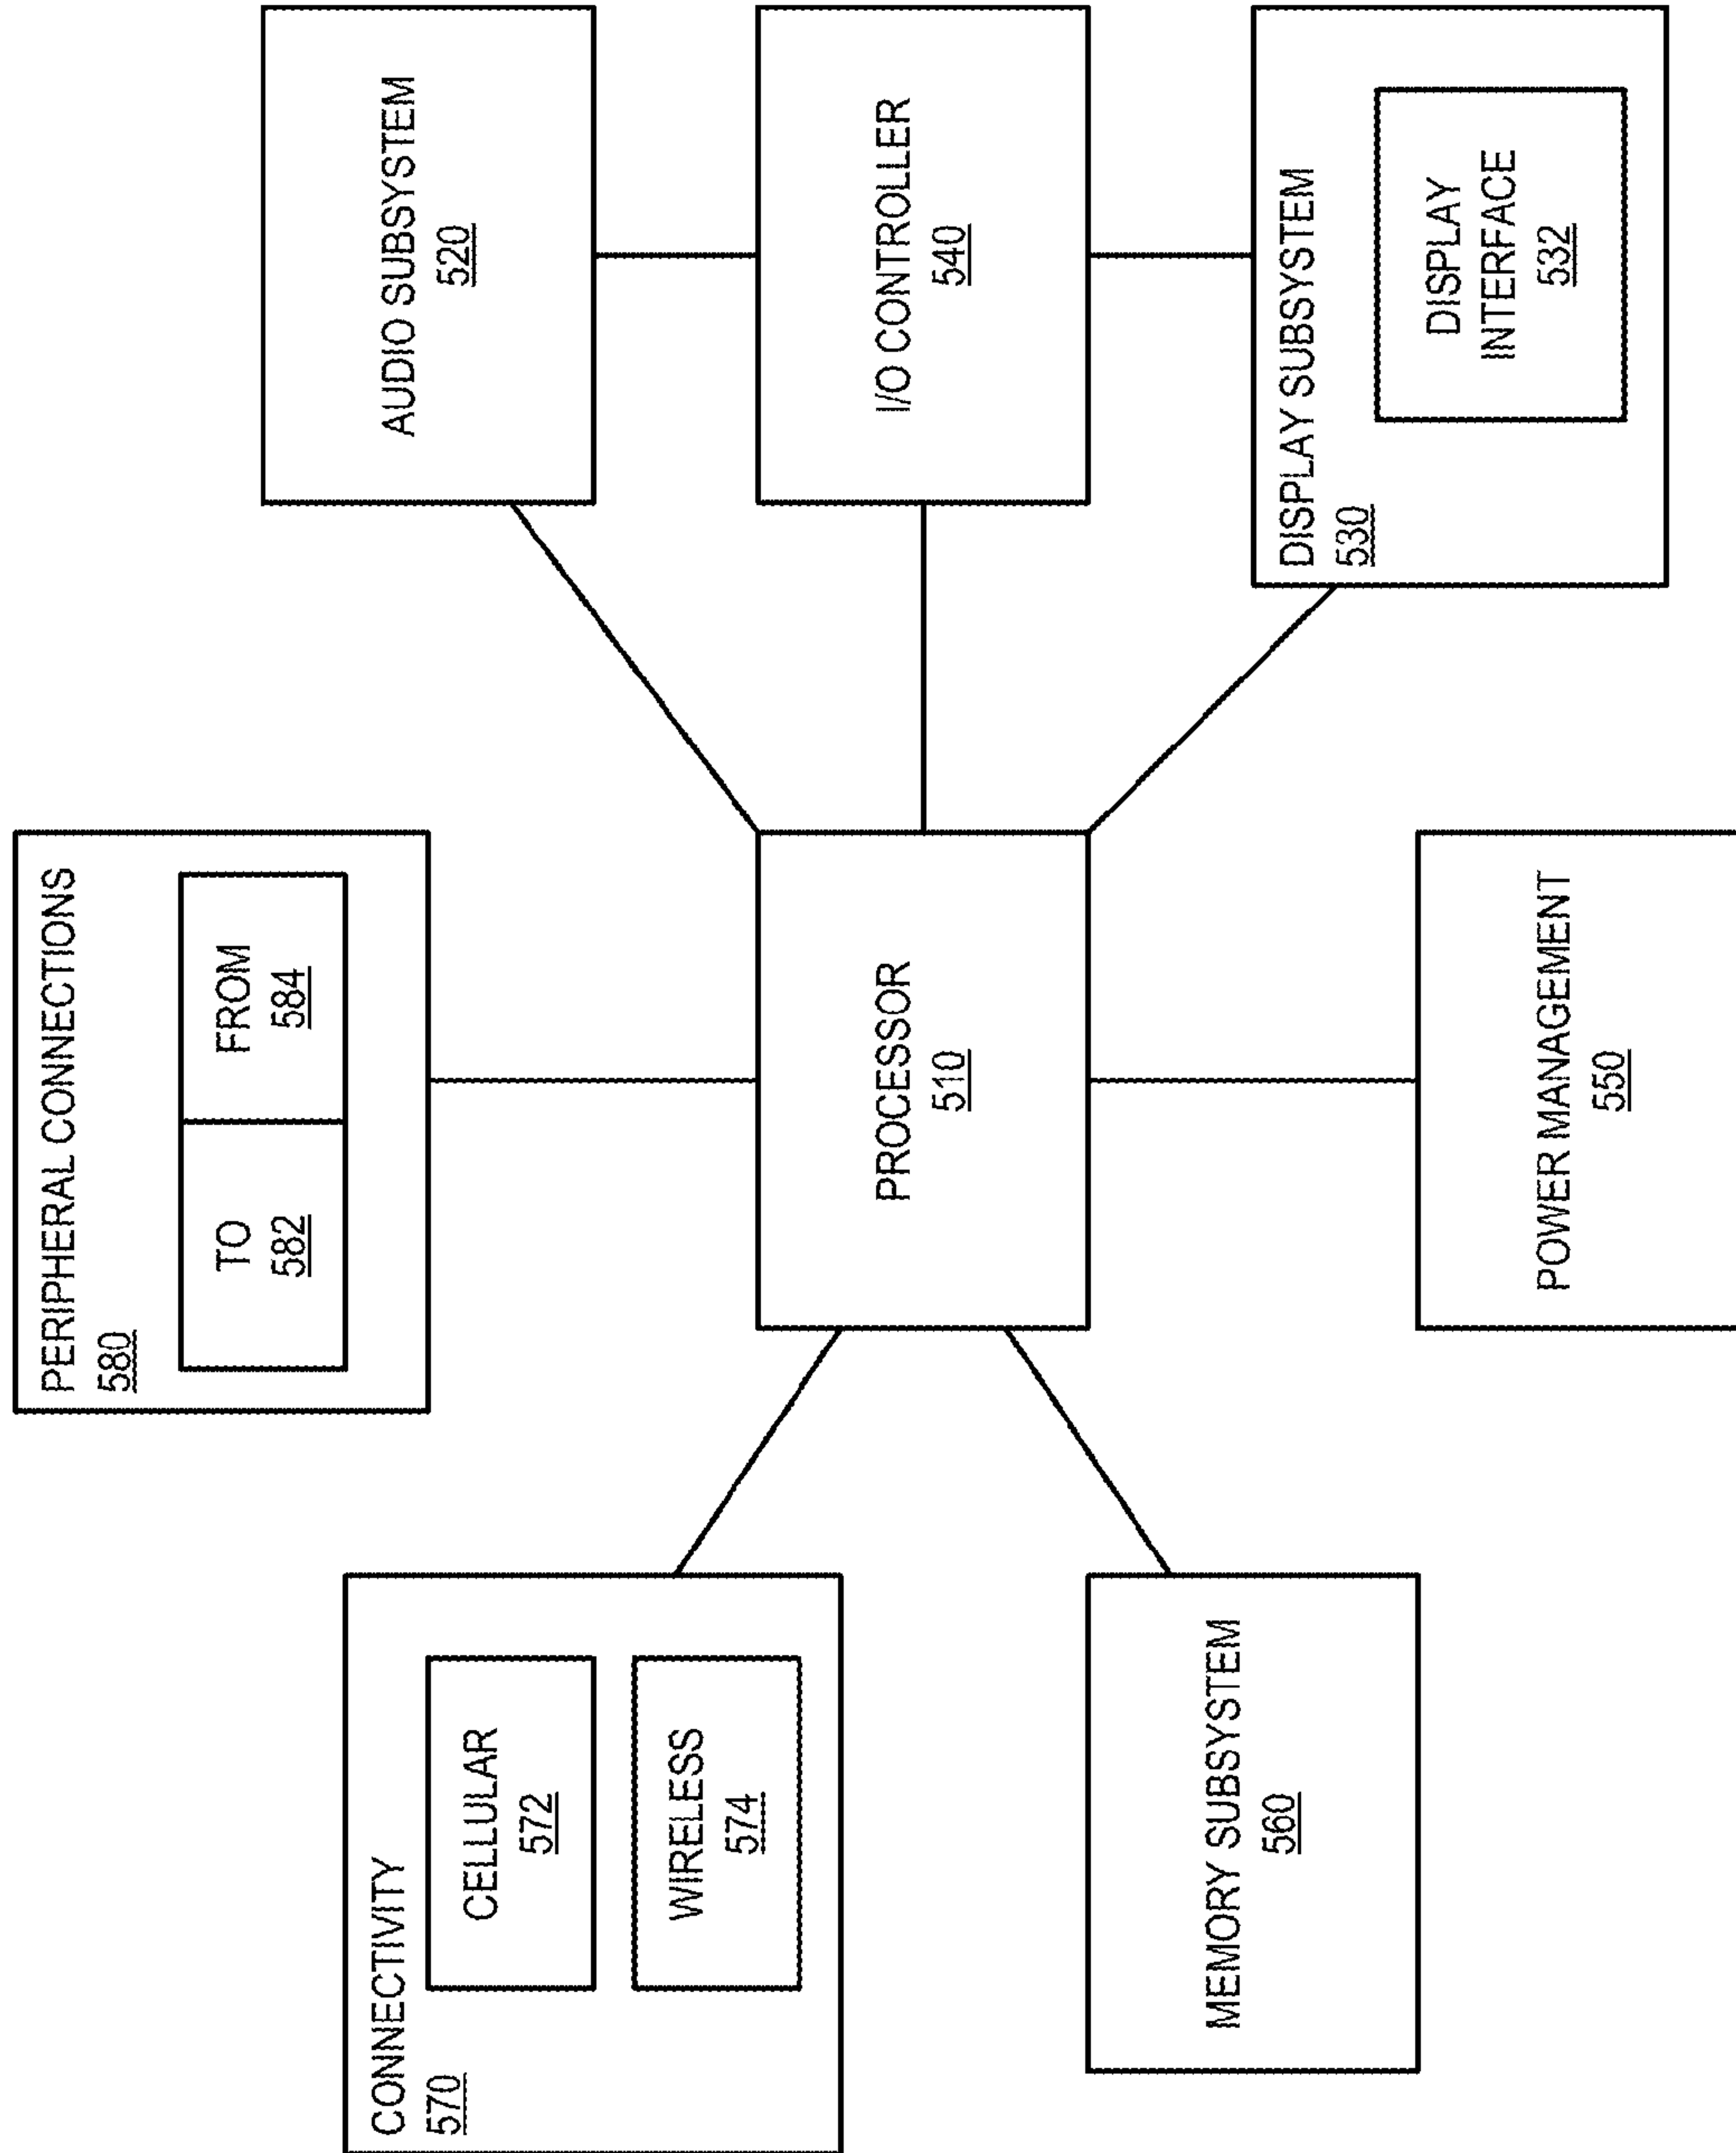 PERIPHERAL CONNECTIONS
580
TO
582
FROM
584
CONNECTIVITY
570
CELLULAR
572
WIRELESS
574
AUDIO SUBSYSTEM
520
PROCESSOR
510
I/O CONTROLLER
540
MEMORY SUBSYSTEM
560
DISPLAY SUBSYSTEM
530
DISPLAY
INTERFACE
532
POWER MANAGEMENT
550